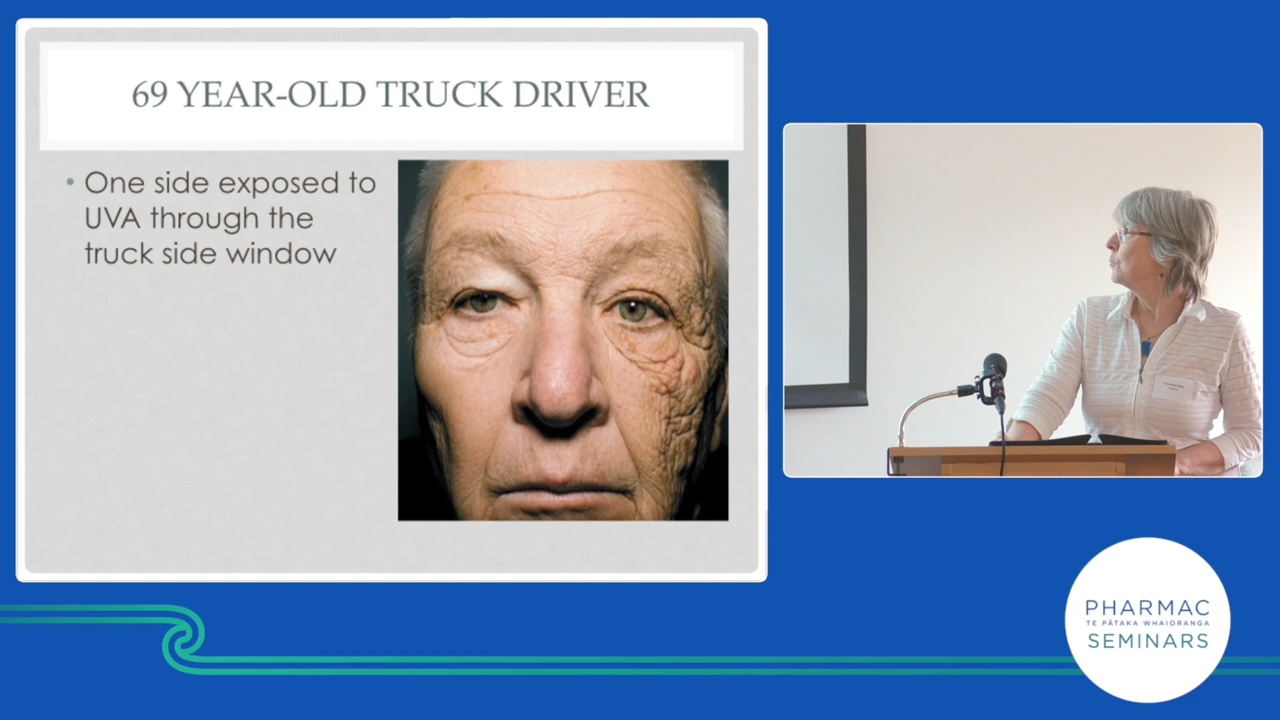 69 YEAR-OLD TRUCK DRIVER
• One side exposed to
UVA through the
truck side window
PHARMAC
TE PĀTAKA WHAIORANGA
SEMINARS